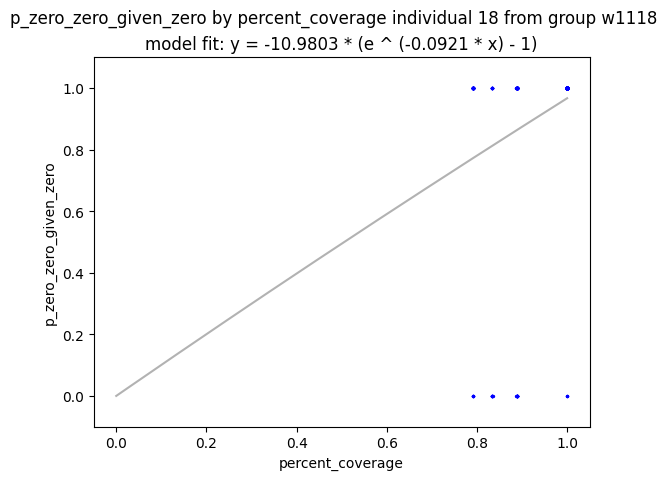 p_zero_zero_given_zero by percent_coverage individual 18 from group w1118
model fit: y = -10.9803 * (e ^ (-0.0921 * x) - 1)
1.0
0.8
0.6
0.4
0.2
0.0
p_zero_zero_given_zero
0.0 0.2 0.4 0.6 0.8 1.0
percent_coverage